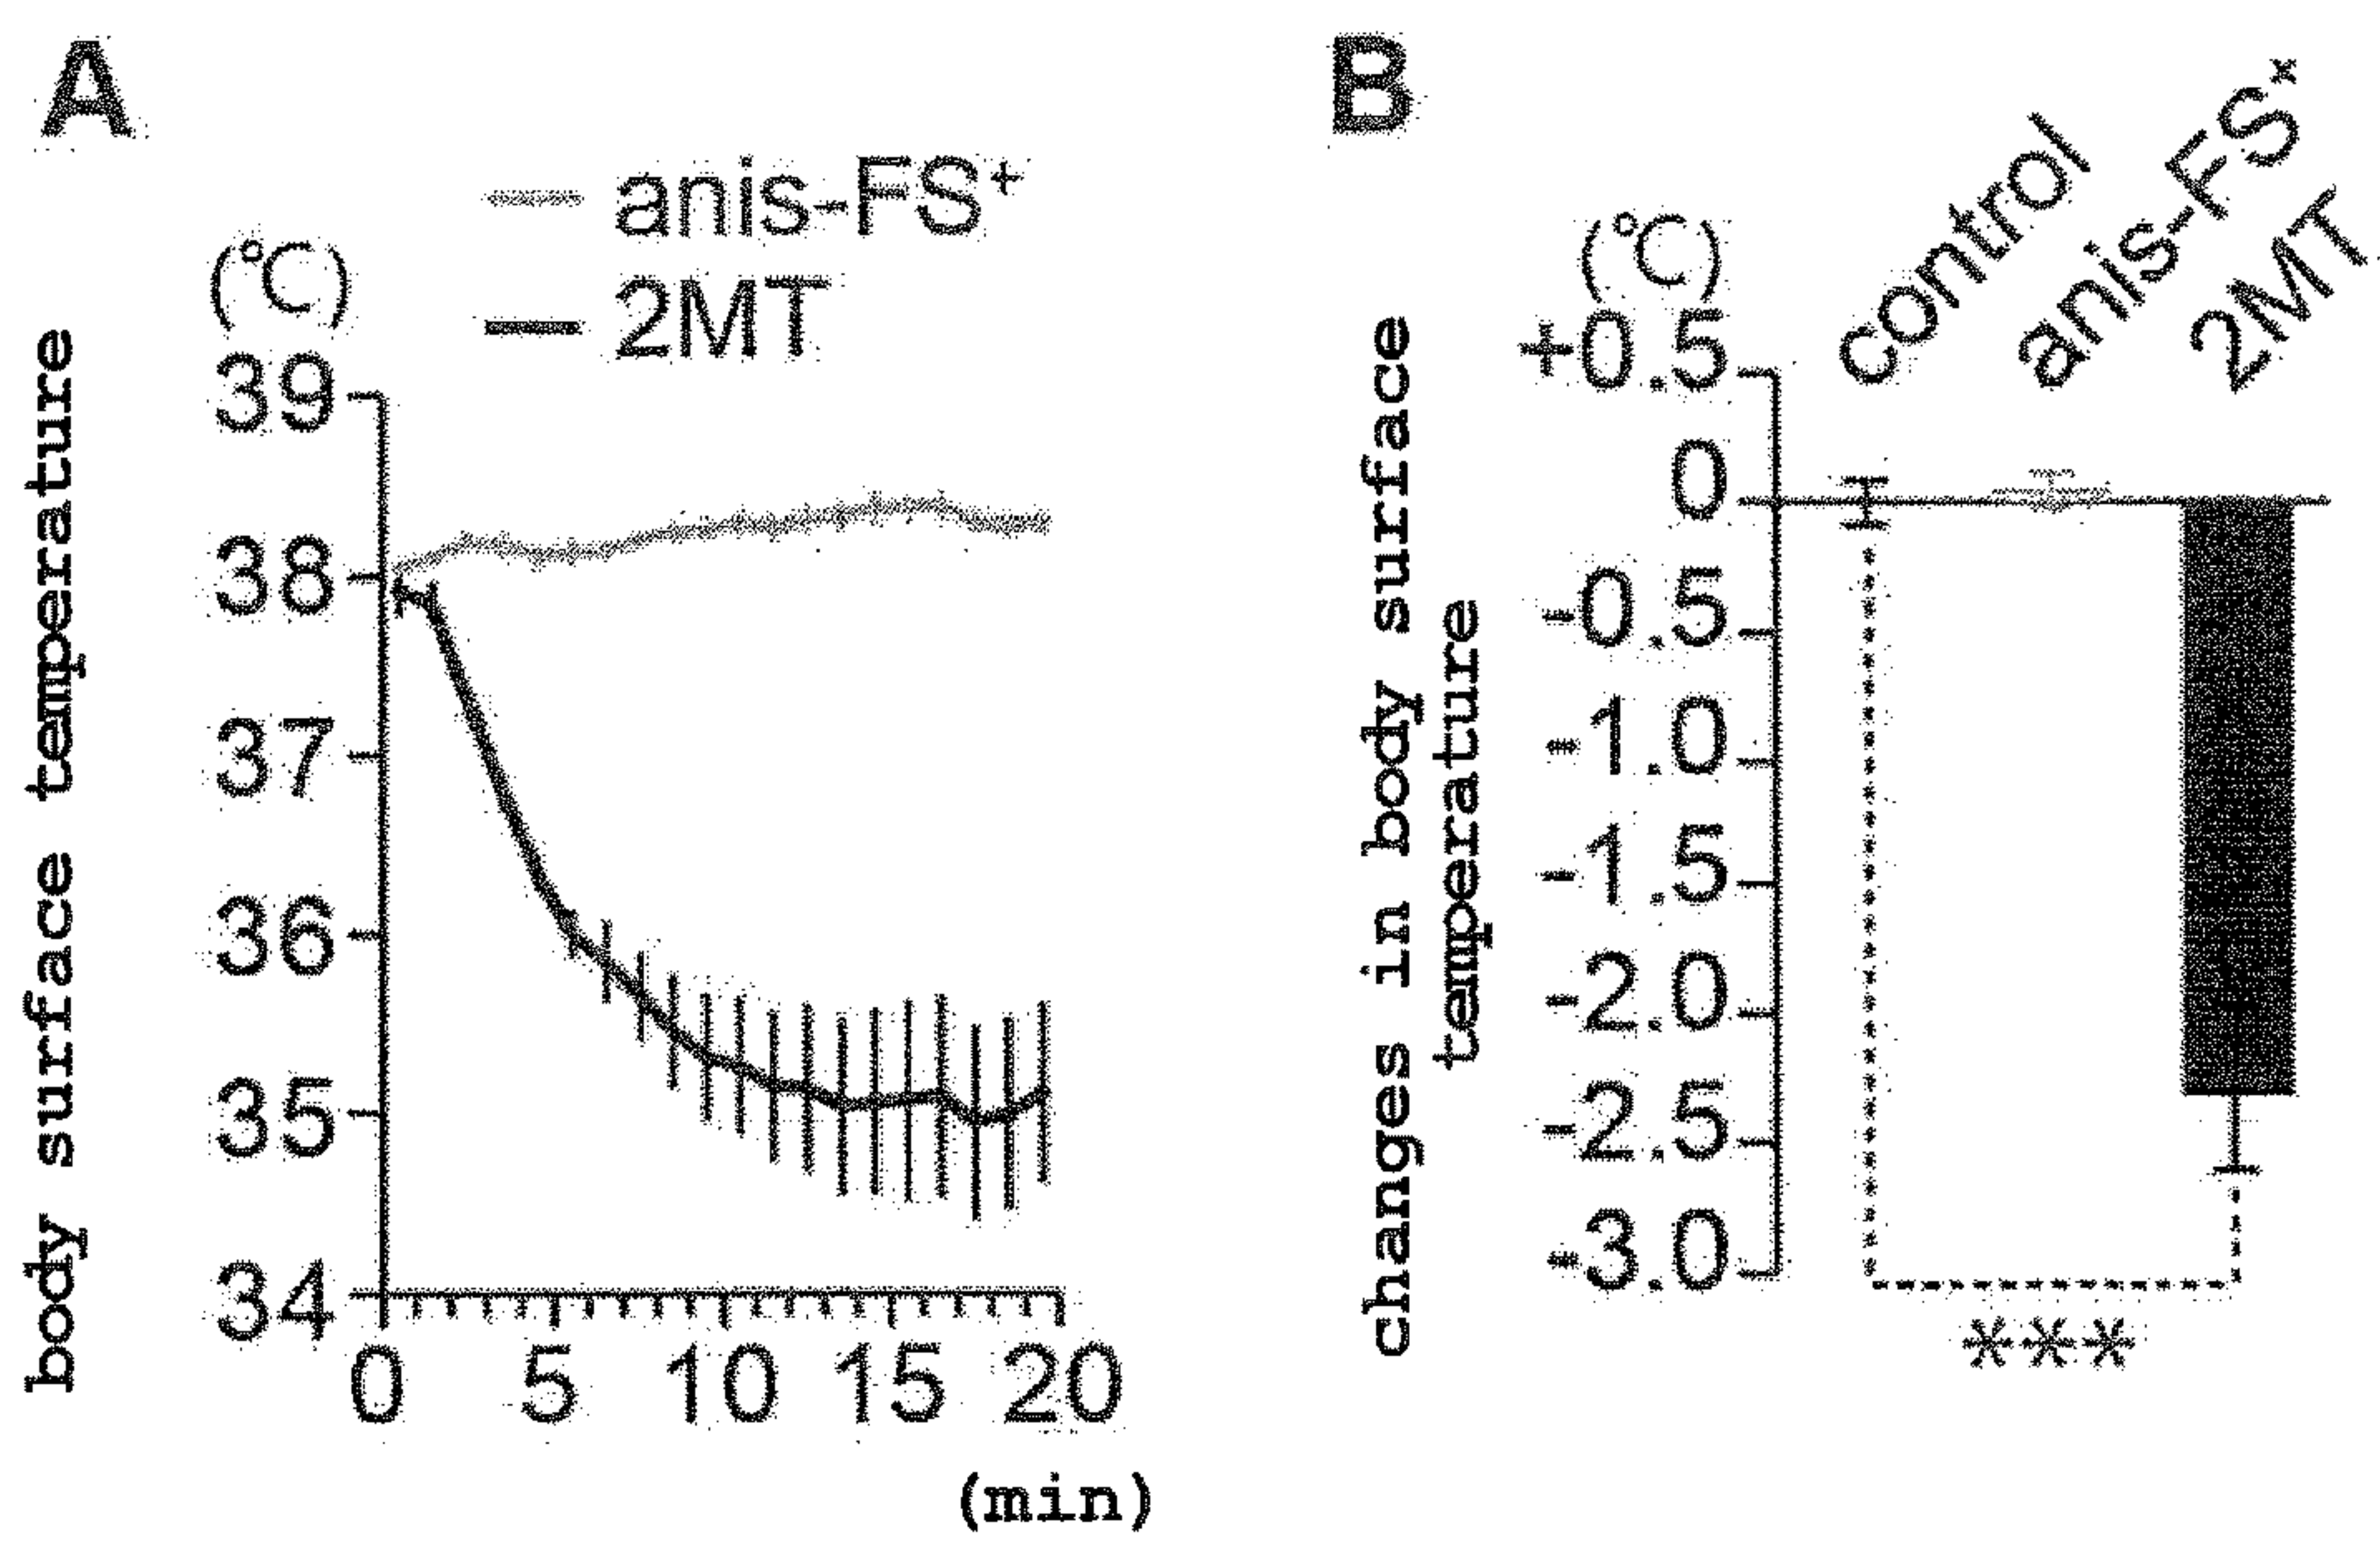 A
anis-FS+
2MT
(°C)
body surface temperature
39
38
37
36
35
34
0 5 10 15 20
(min)
B
control
anis-FS+
2MT
(°C)
changes in body surface
temperature
+0.5
0
-0.5
-1.0
-1.5
-2.0
-2.5
-3.0
***